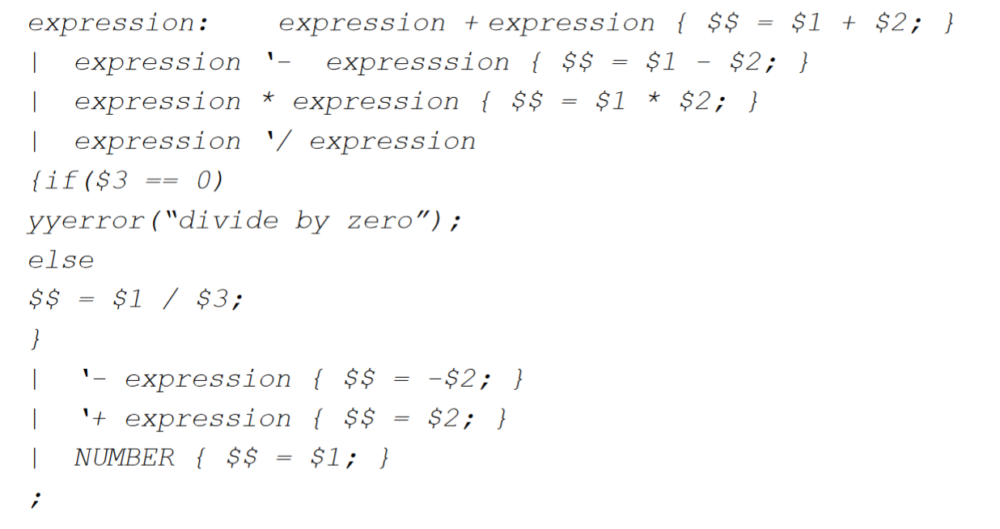 expression: expression + expression { $$ = $1 + $2; }
| expression '- expresssion { $$ = $1 - $2; }
| expression * expression { $$ = $1 * $2; }
| expression '/ expression
{if($3 == 0)
yyerror(“divide by zero”);
else
$$ = $1 / $3;
}
| '- expression { $$ = -$2; }
| '+ expression { $$ = $2; }
| NUMBER { $$ = $1; }
;